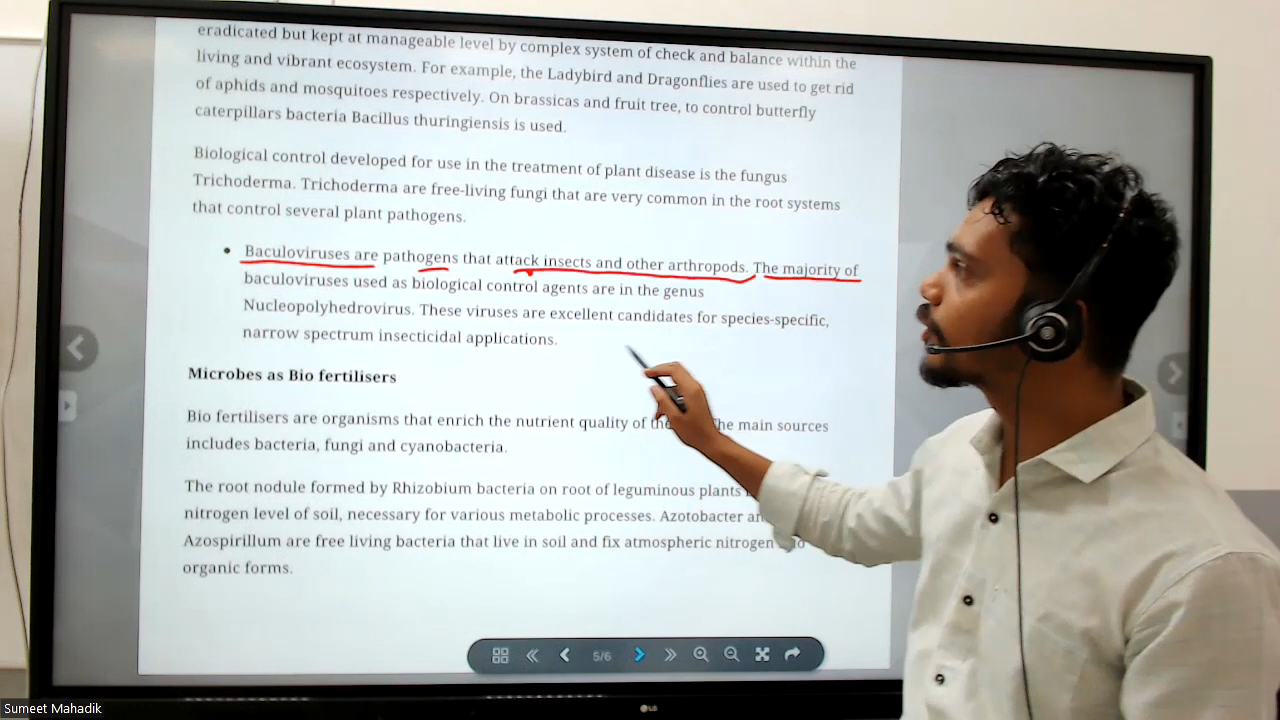 eradicated but kept at manageable level by complex system of check and balance within the
living and vibrant ecosystem. For example, the Ladybird and Dragonflies are used to get rid
of aphids and mosquitoes respectively. On brassicas and fruit tree, to control butterfly
caterpillars bacteria Bacillus thuringiensis is used.
Biological control developed for use in the treatment of plant disease is the fungus
Trichoderma. Trichoderma are free-living fungi that are very common in the root systems
that control several plant pathogens.
• Baculoviruses are pathogens that attack insects and other arthropods. The majority of
baculoviruses used as biological control agents are in the genus
Nucleopolyhedrovirus. These viruses are excellent candidates for species-specific,
narrow spectrum insecticidal applications.
Microbes as Bio fertilisers
Bio fertilisers are organisms that enrich the nutrient quality of the main sources
includes bacteria, fungi and cyanobacteria.
The root nodule formed by Rhizobium bacteria on root of leguminous plants
nitrogen level of soil, necessary for various metabolic processes. Azotobacter
Azospirillum are free living bacteria that live in soil and fix atmospheric nitrogen
organic forms.
5/6
LG
Sumeet Mahadik